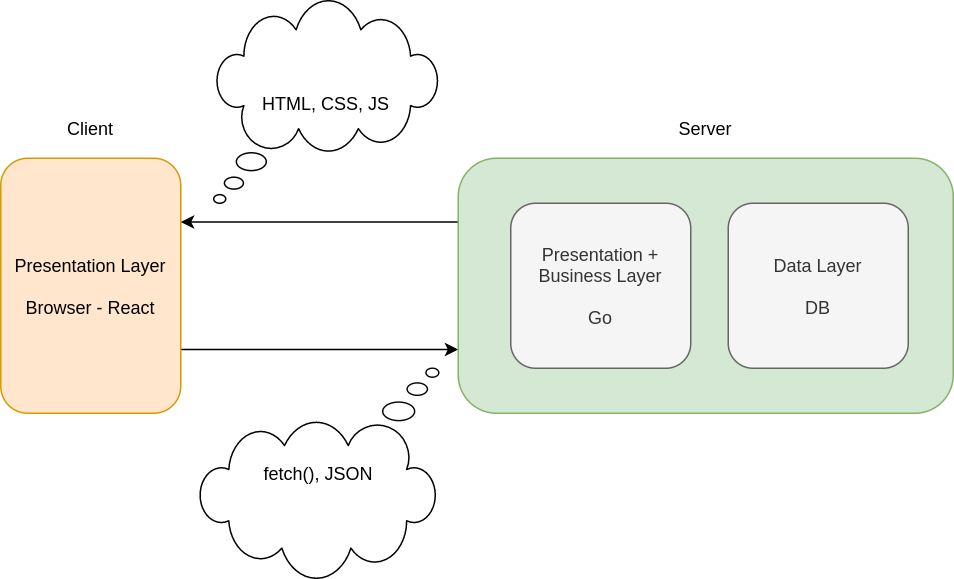 HTML, CSS, JS
Client
Server
Presentation Layer
Browser - React
Presentation +
Business Layer
Go
Data Layer
DB
fetch(), JSON